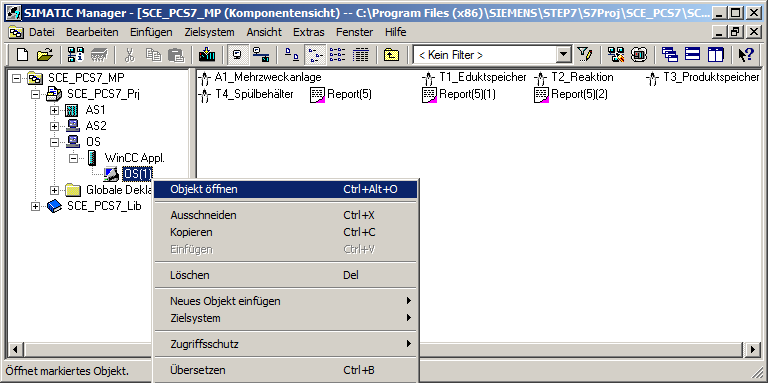 SIMATIC Manager - [SCE_PCS7_MP (Komponentensicht) -- C:\Program Files (x86)\SIEMENS\STEP7\S7Proj\SCE_PCS7\SC...
Datei Bearbeiten Einfügen Zielsystem Ansicht Extras Fenster Hilfe
< Kein Filter >
SCE_PCS7_MP
SCE_PCS7_Prj
AS1
AS2
OS
WinCC Appl.
OS(1)
Globale Dekla
SCE_PCS7_Lib
A1_Mehrzweckanlage T1_Eduktspeicher T2_Reaktion T3_Produktspeicher
T4_Spülbehälter Report(5) Report(5)(1) Report(5)(2)
Objekt öffnen Ctrl+Alt+O
Ausschneiden Ctrl+X
Kopieren Ctrl+C
Einfügen Ctrl+V
Löschen Del
Neues Objekt einfügen
Zielsystem
Zugriffsschutz
Übersetzen Ctrl+B
Öffnet markiertes Objekt.